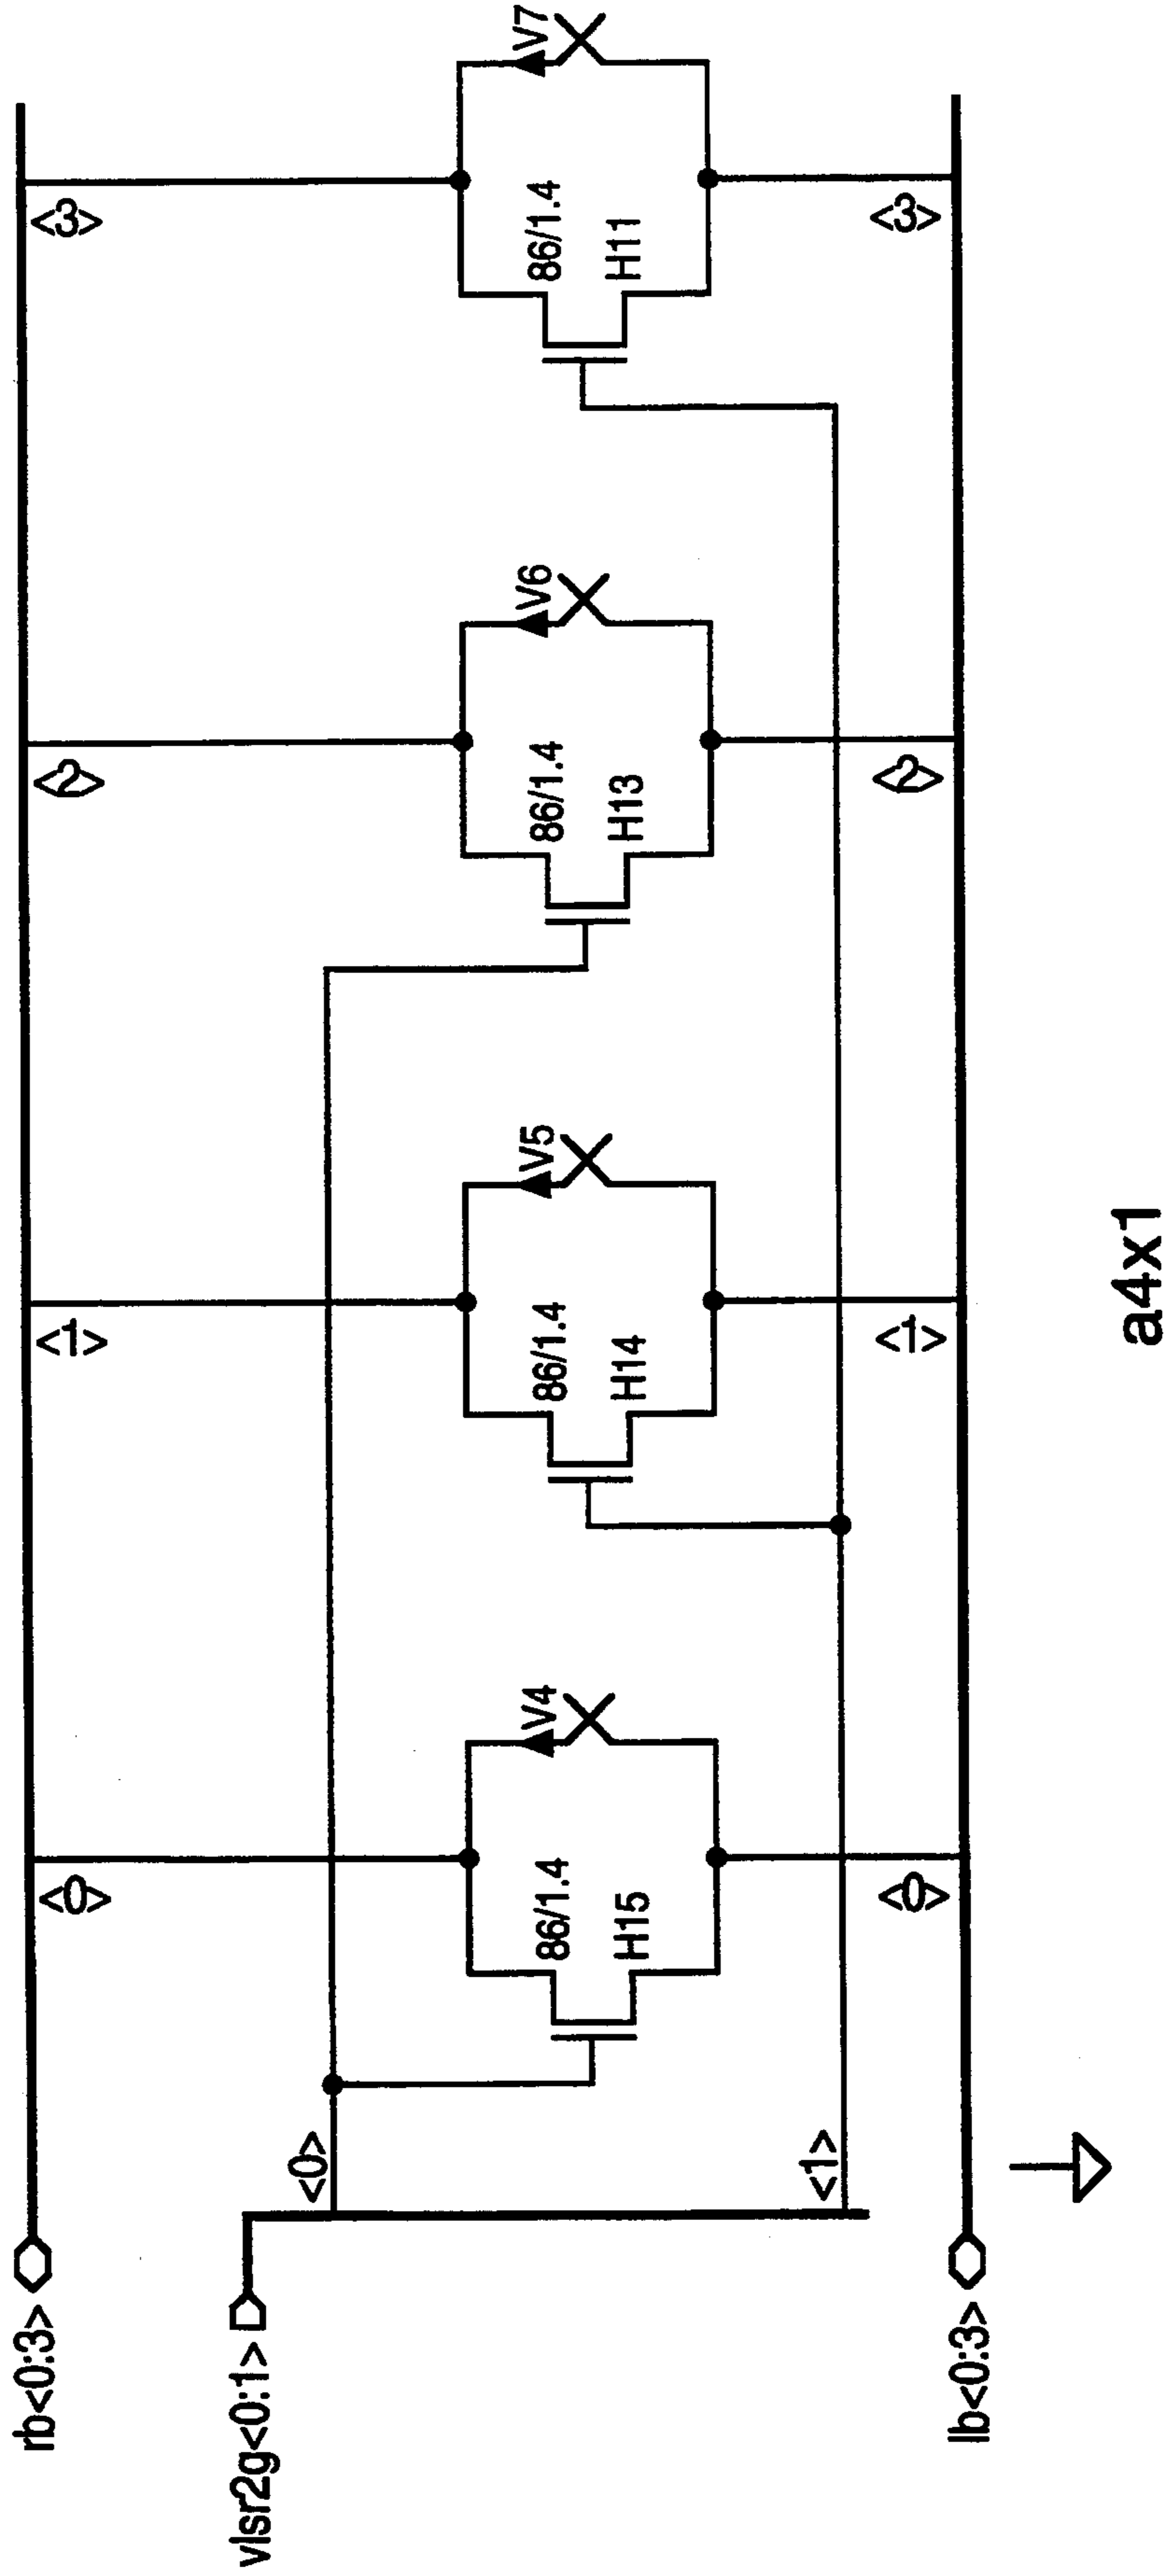 rb<0:3>
<0>
<1>
<2>
<3>
vlsr2g<0:1>
<0>
<1>
86/1.4
H15
V4
86/1.4
H14
V5
86/1.4
H13
V6
86/1.4
H11
V7
lb<0:3>
<0>
<1>
<2>
<3>
a4x1